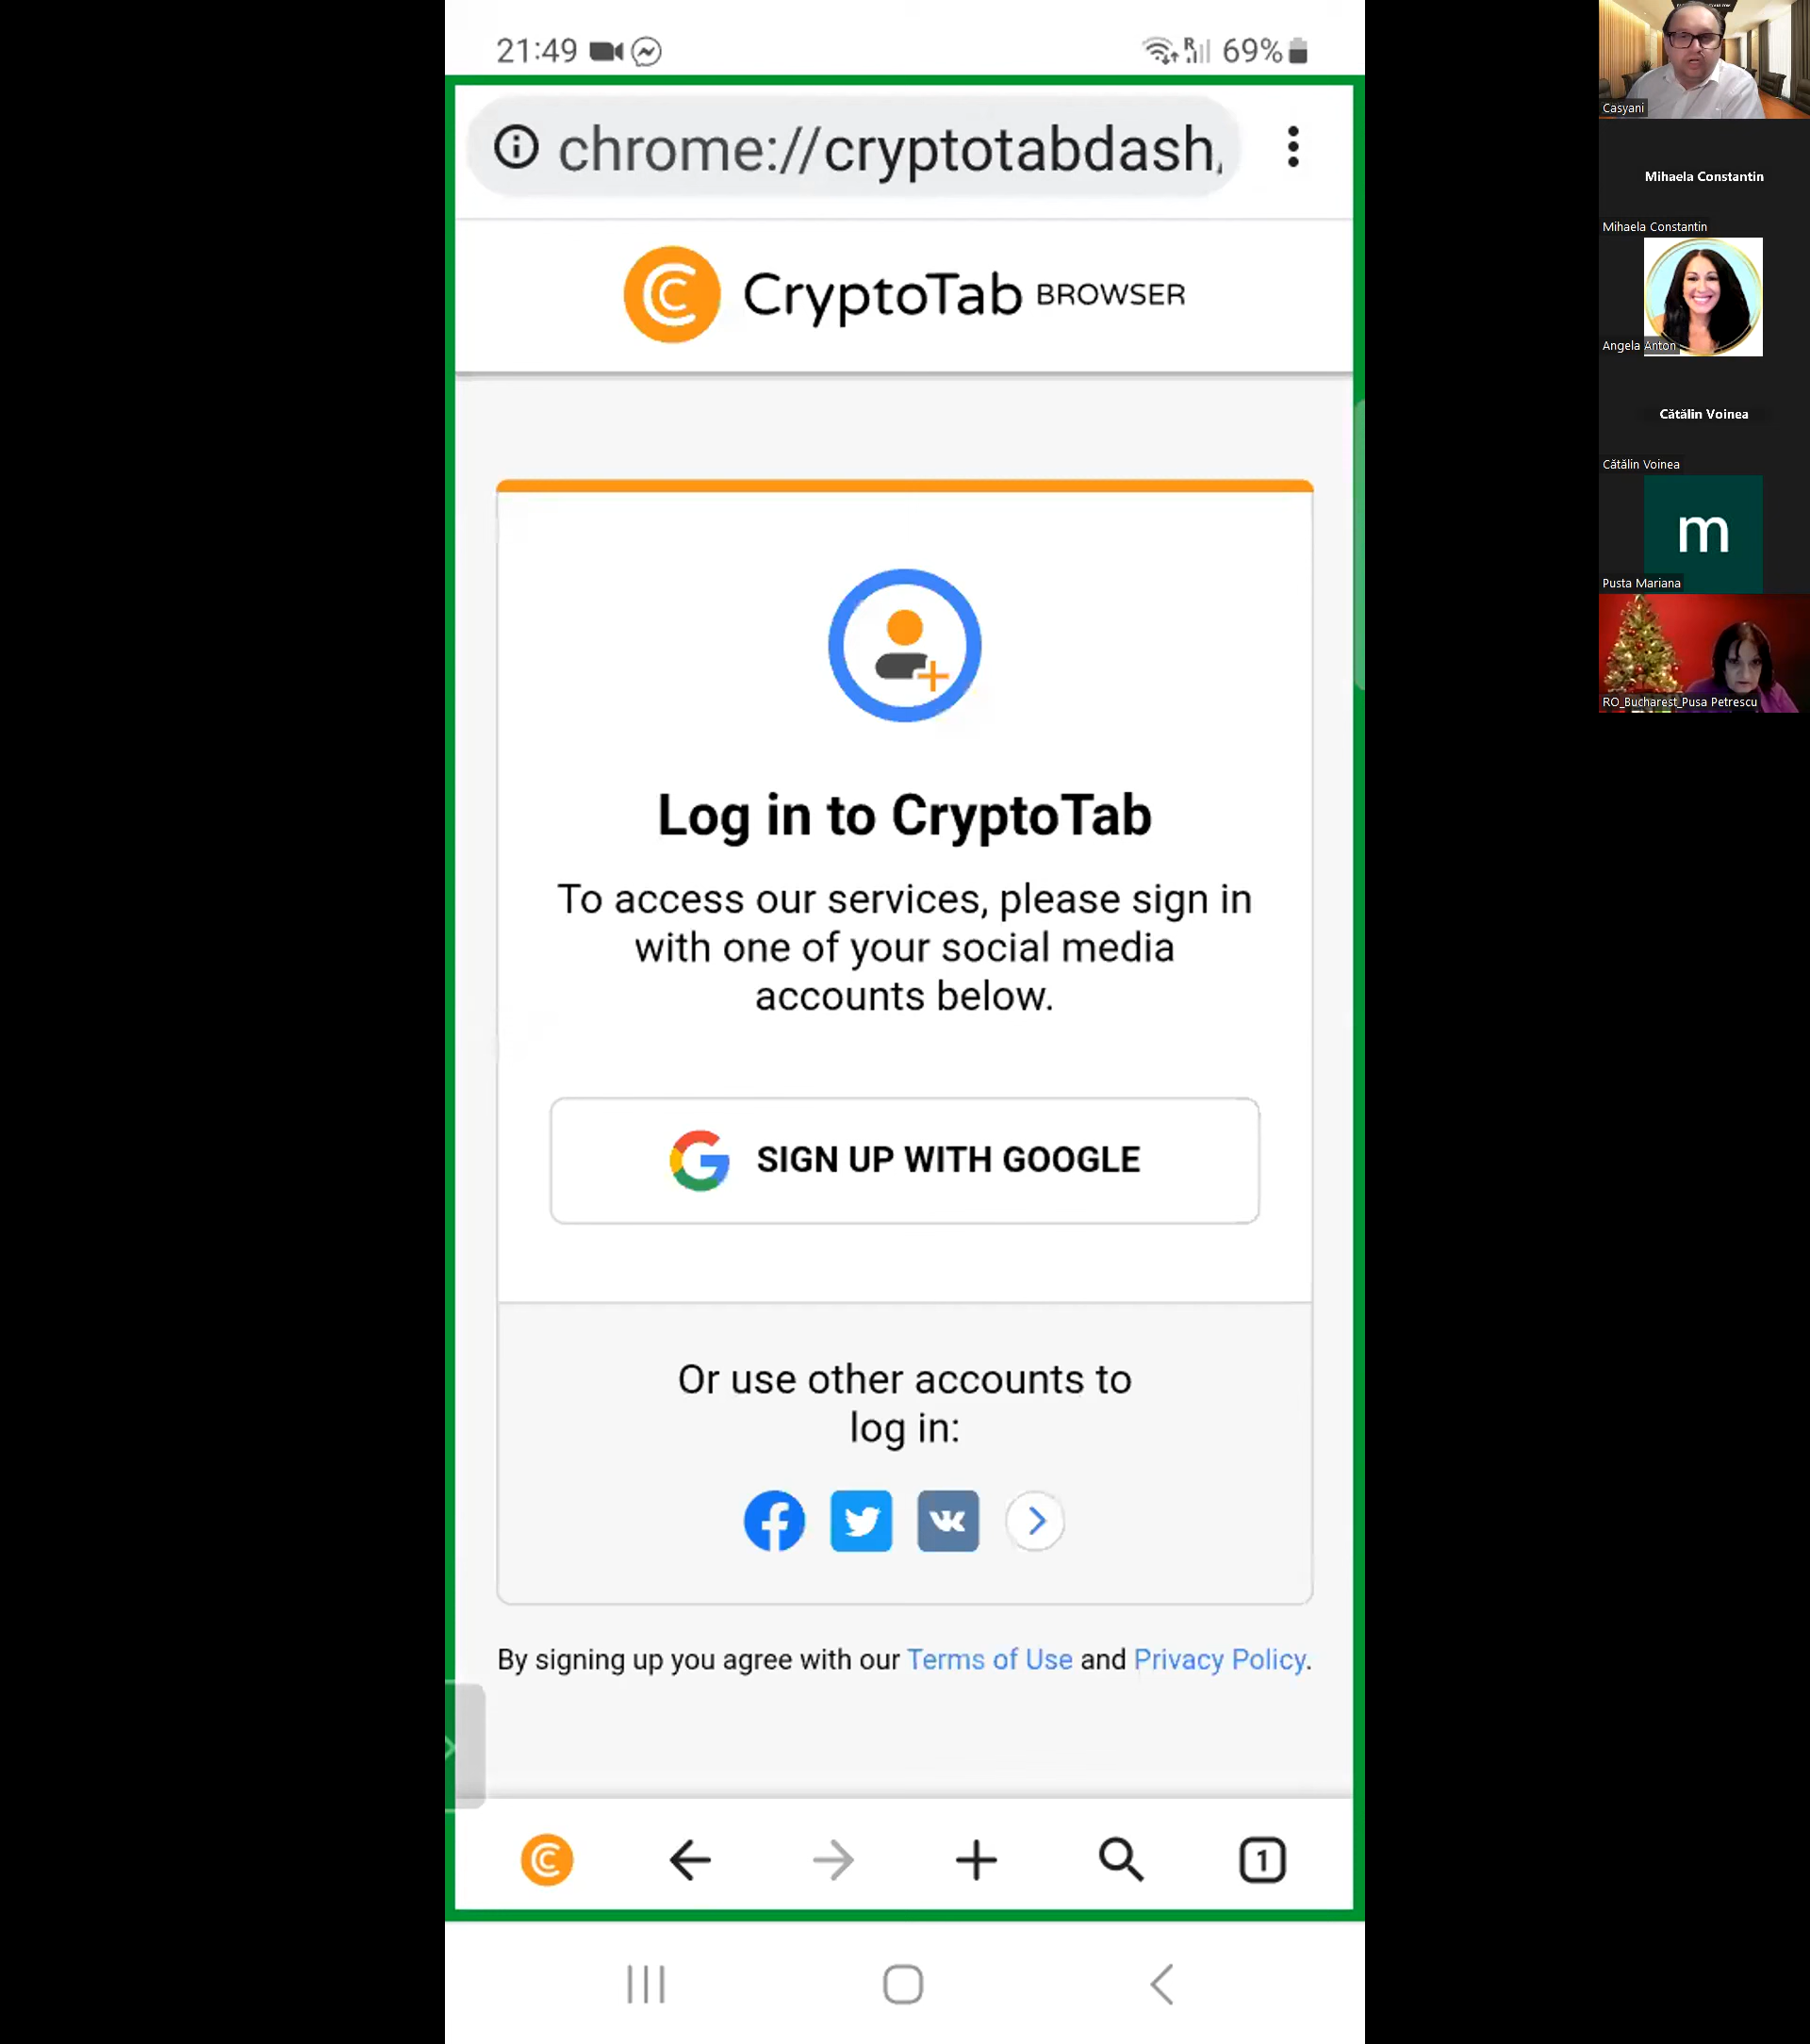 21:49
69%
chrome://cryptotabdash
CryptoTab BROWSER
Log in to CryptoTab
To access our services, please sign in
with one of your social media
accounts below.
SIGN UP WITH GOOGLE
Or use other accounts to
log in:
By signing up you agree with our Terms of Use and Privacy Policy.
1
Casyani
Mihaela Constantin
Mihaela Constantin
Angela Anton
Cătălin Voinea
Cătălin Voinea
m
Pusta Mariana
RO_Bucharest_Pusa Petrescu